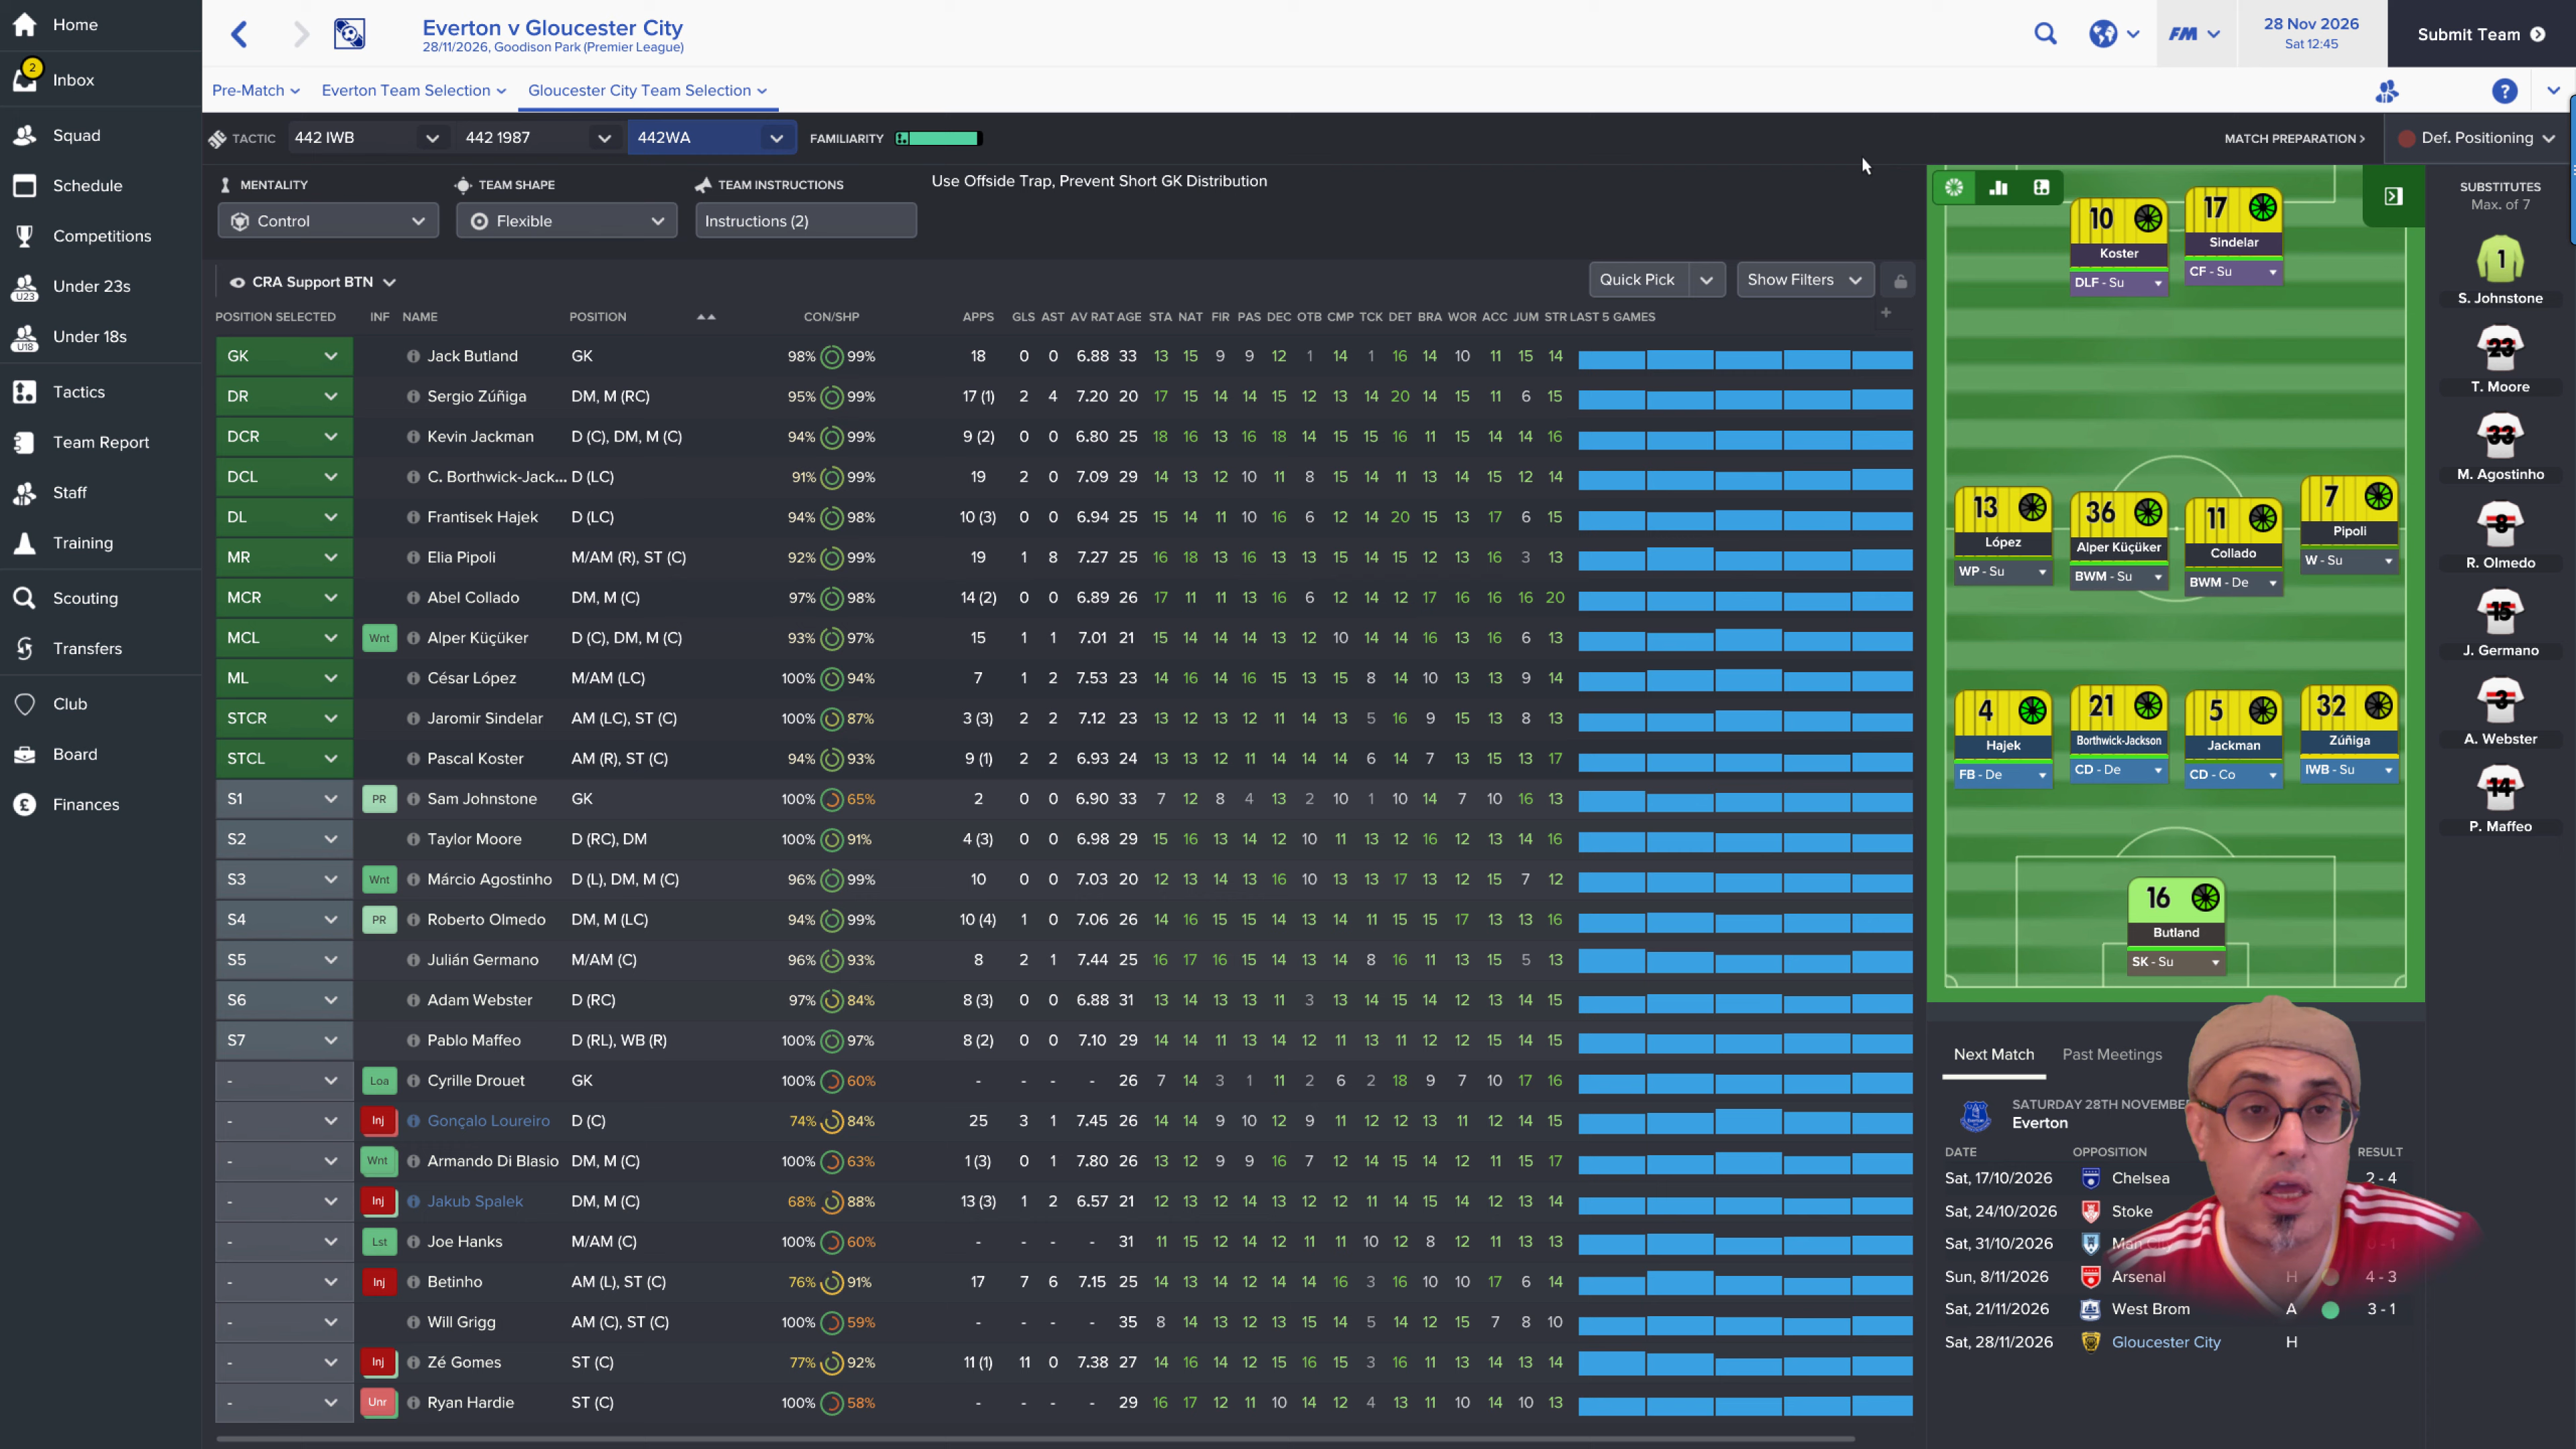 Home
Inbox
2
Squad
Schedule
Competitions
Under 23s
U23
Under 18s
U18
Tactics
Team Report
Staff
Training
Scouting
Transfers
Club
Board
Finances
Everton v Gloucester City
28/11/2026, Goodison Park (Premier League)
FM
28 Nov 2026
Sat 12:45
Submit Team
Pre-Match
Everton Team Selection
Gloucester City Team Selection
?
TACTIC
442 IWB
442 1987
442WA
FAMILIARITY
MATCH PREPARATION >
Def. Positioning
MENTALITY
TEAM SHAPE
TEAM INSTRUCTIONS
Use Offside Trap, Prevent Short GK Distribution
Control
Flexible
Instructions (2)
CRA Support BTN
Quick Pick
Show Filters
POSITION SELECTED INF NAME POSITION CON/SHP APPS GLS AST AV RAT AGE STA NAT FIR PAS DEC OTB CMP TCK DET BRA WOR ACC JUM STR LAST 5 GAMES
GK Jack Butland GK 98% 99% 18 0 0 6.88 33 13 15 9 9 12 1 14 1 16 14 10 11 15 14
DR Sergio Zúñiga DM, M (RC) 95% 99% 17 (1) 2 4 7.20 20 17 15 14 14 15 12 13 14 20 14 15 11 6 15
DCR Kevin Jackman D (C), DM, M (C) 94% 99% 9 (2) 0 0 6.80 25 18 16 13 16 18 14 15 15 16 11 15 14 14 16
DCL C. Borthwick-Jack... D (LC) 91% 99% 19 2 0 7.09 29 14 13 12 10 11 8 15 14 11 13 14 15 12 14
DL Frantisek Hajek D (LC) 94% 98% 10 (3) 0 0 6.94 25 15 14 11 10 16 6 12 14 20 15 13 17 6 15
MR Elia Pipoli M/AM (R), ST (C) 92% 99% 19 1 8 7.27 25 16 18 13 16 13 13 15 14 15 12 13 16 3 13
MCR Abel Collado DM, M (C) 97% 98% 14 (2) 0 0 6.89 26 17 11 11 13 16 6 12 14 12 17 16 16 16 20
MCL Wnt Alper Küçüker D (C), DM, M (C) 93% 97% 15 1 1 7.01 21 15 14 14 14 13 12 10 14 14 16 13 16 6 13
ML César López M/AM (LC) 100% 94% 7 1 2 7.53 23 14 16 14 16 15 13 15 8 14 10 13 13 9 14
STCR Jaromir Sindelar AM (LC), ST (C) 100% 87% 3 (3) 2 2 7.12 23 13 12 13 12 11 14 13 5 16 9 15 13 8 13
STCL Pascal Koster AM (R), ST (C) 94% 93% 9 (1) 2 2 6.93 24 13 13 12 11 14 14 14 6 14 7 13 15 13 17
S1 PR Sam Johnstone GK 100% 65% 2 0 0 6.90 33 7 12 8 4 13 2 10 1 10 14 7 10 16 13
S2 Taylor Moore D (RC), DM 100% 91% 4 (3) 0 0 6.98 29 15 16 13 14 12 10 11 13 12 16 12 13 14 16
S3 Wnt Márcio Agostinho D (L), DM, M (C) 96% 99% 10 0 0 7.03 20 12 13 14 13 16 10 13 13 17 13 12 15 7 12
S4 PR Roberto Olmedo DM, M (LC) 94% 99% 10 (4) 1 0 7.06 26 14 16 15 15 14 13 14 11 15 15 17 13 13 16
S5 Julián Germano M/AM (C) 96% 93% 8 2 1 7.44 25 16 17 16 15 14 13 14 8 16 11 13 15 5 13
S6 Adam Webster D (RC) 97% 84% 8 (3) 0 0 6.88 31 13 14 13 13 11 3 13 14 15 14 12 13 14 15
S7 Pablo Maffeo D (RL), WB (R) 100% 97% 8 (2) 0 0 7.10 29 14 14 11 13 14 12 11 13 11 12 12 15 14 15
- Loa Cyrille Drouet GK 100% 60% - - - - 26 7 14 3 1 11 2 6 2 18 9 7 10 17 16
- Inj Gonçalo Loureiro D (C) 74% 84% 25 3 1 7.45 26 14 14 9 10 12 9 11 12 12 13 11 12 14 15
- Wnt Armando Di Blasio DM, M (C) 100% 63% 1 (3) 0 1 7.80 26 13 12 9 9 16 7 12 14 15 14 12 11 15 17
- Inj Jakub Spalek DM, M (C) 68% 88% 13 (3) 1 2 6.57 21 12 13 12 14 13 12 12 11 14 15 14 12 13 14
- Lst Joe Hanks M/AM (C) 100% 60% - - - - 31 11 15 12 14 12 11 11 10 12 8 12 11 13 13
- Inj Betinho AM (L), ST (C) 76% 91% 17 7 6 7.15 25 14 13 14 12 14 14 16 3 16 10 10 17 6 14
- Will Grigg AM (C), ST (C) 100% 59% - - - - 35 8 14 13 12 13 15 14 5 14 12 15 7 8 10
- Inj Zé Gomes ST (C) 77% 92% 11 (1) 11 0 7.38 27 14 16 14 12 15 16 15 3 16 11 13 14 13 14
- Unr Ryan Hardie ST (C) 100% 58% - - - - 29 16 17 12 11 10 14 12 4 13 11 10 14 10 13
10 Koster DLF - Su
17 Sindelar CF - Su
13 López WP - Su
36 Alper Küçüker BWM - Su
11 Collado BWM - De
7 Pipoli W - Su
4 Hajek FB - De
21 Borthwick-Jackson CD - De
5 Jackman CD - Co
32 Zúñiga IWB - Su
16 Butland SK - Su
SUBSTITUTES
Max. of 7
1
S. Johnstone
23
T. Moore
33
M. Agostinho
8
R. Olmedo
15
J. Germano
3
A. Webster
14
P. Maffeo
Next Match
Past Meetings
SATURDAY 28TH NOVEMBE
Everton
DATE OPPOSITION RESULT
Sat, 17/10/2026 Chelsea 2 - 4
Sat, 24/10/2026 Stoke
Sat, 31/10/2026 Man City 0 - 1
Sun, 8/11/2026 Arsenal H 4 - 3
Sat, 21/11/2026 West Brom A 3 - 1
Sat, 28/11/2026 Gloucester City H